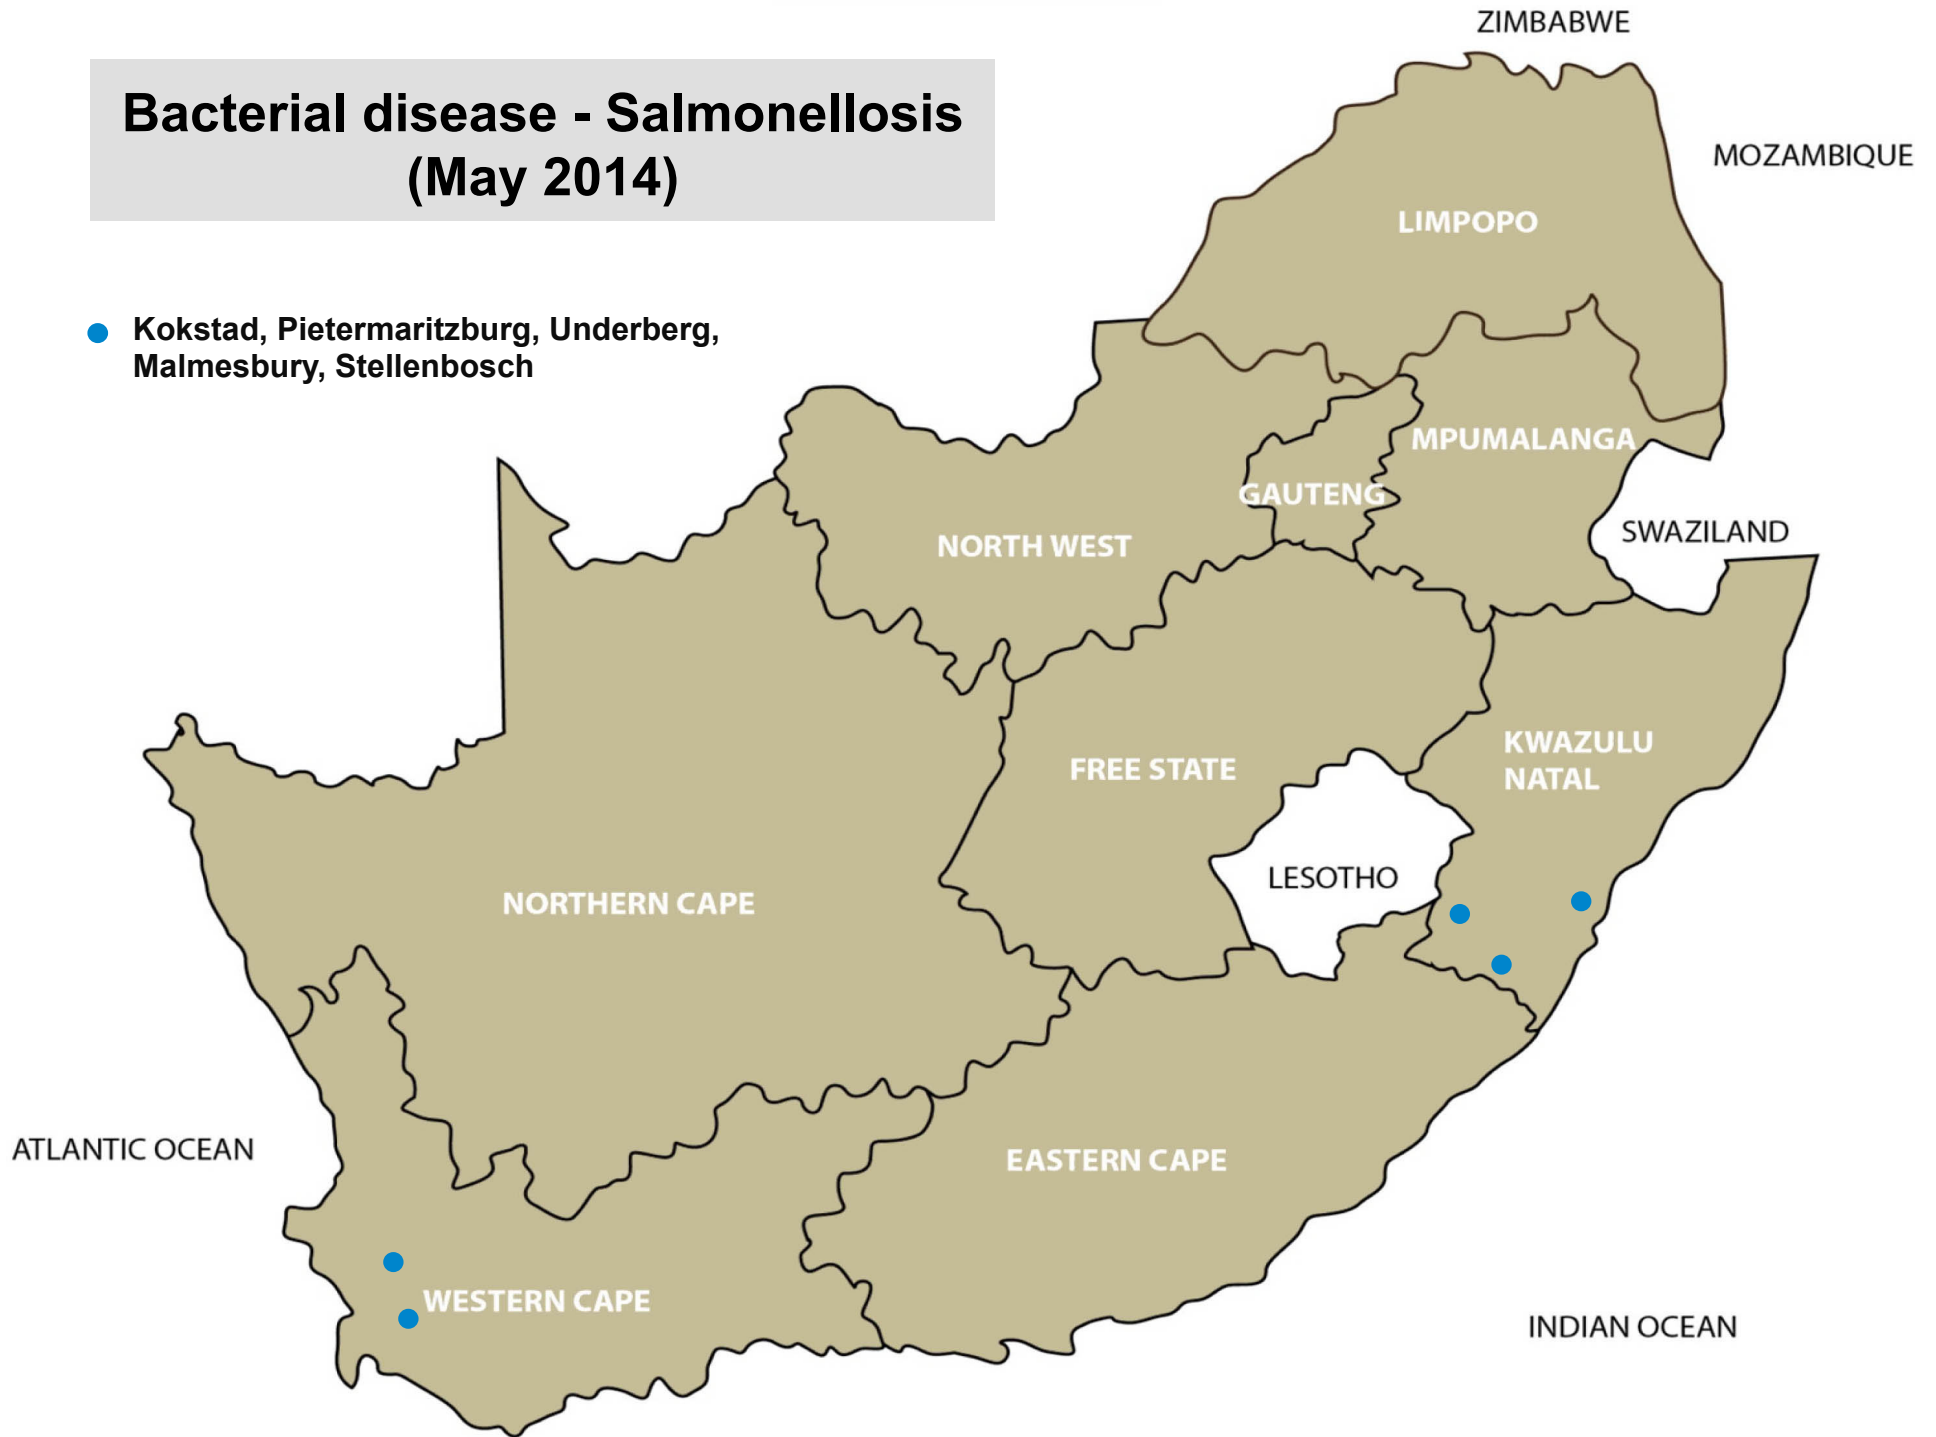 Bacterial disease - Salmonellosis
(May 2014)
Kokstad, Pietermaritzburg, Underberg,
Malmesbury, Stellenbosch
ZIMBABWE
MOZAMBIQUE
LIMPOPO
MPUMALANGA
GAUTENG
SWAZILAND
NORTH WEST
KWAZULU
NATAL
FREE STATE
LESOTHO
NORTHERN CAPE
ATLANTIC OCEAN
EASTERN CAPE
WESTERN CAPE
INDIAN OCEAN